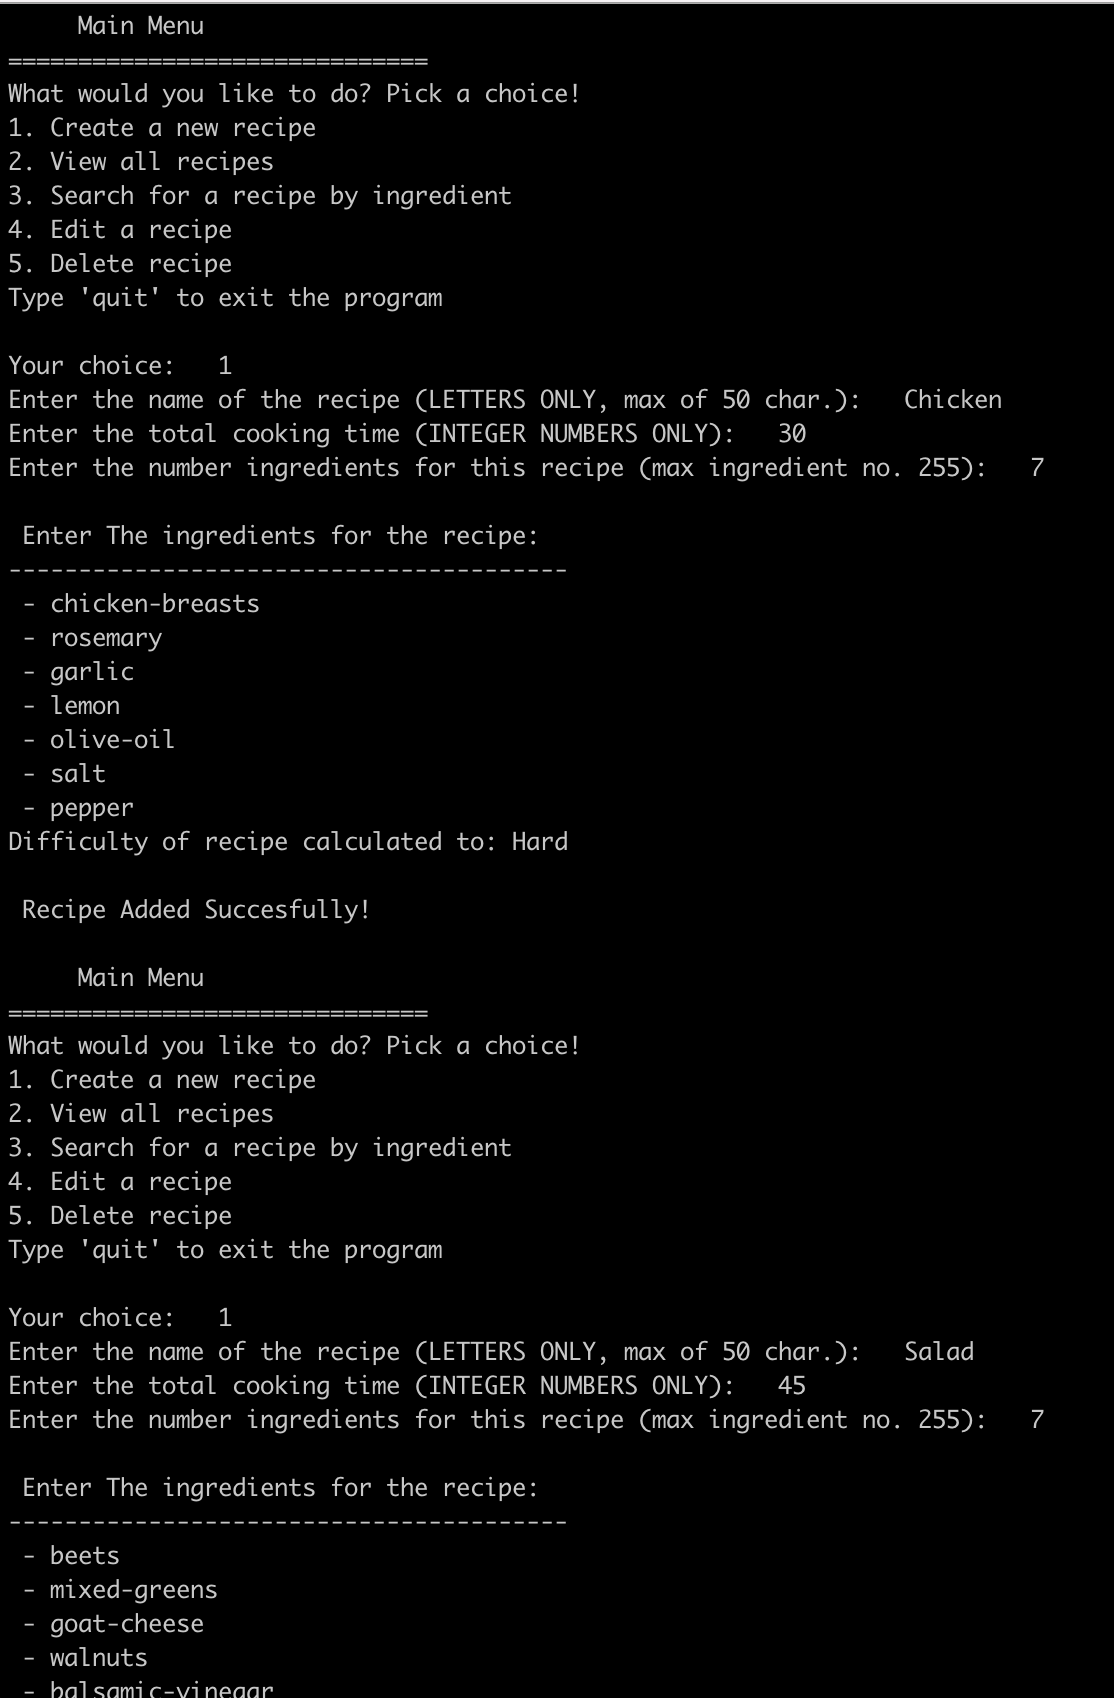 Main Menu
==============================
What would you like to do? Pick a choice!
1. Create a new recipe
2. View all recipes
3. Search for a recipe by ingredient
4. Edit a recipe
5. Delete recipe
Type 'quit' to exit the program
Your choice:   1
Enter the name of the recipe (LETTERS ONLY, max of 50 char.):   Chicken
Enter the total cooking time (INTEGER NUMBERS ONLY):   30
Enter the number ingredients for this recipe (max ingredient no. 255):   7
Enter The ingredients for the recipe:
----------------------------------------
- chicken-breasts
- rosemary
- garlic
- lemon
- olive-oil
- salt
- pepper
Difficulty of recipe calculated to: Hard
Recipe Added Succesfully!
Main Menu
==============================
What would you like to do? Pick a choice!
1. Create a new recipe
2. View all recipes
3. Search for a recipe by ingredient
4. Edit a recipe
5. Delete recipe
Type 'quit' to exit the program
Your choice:   1
Enter the name of the recipe (LETTERS ONLY, max of 50 char.):   Salad
Enter the total cooking time (INTEGER NUMBERS ONLY):   45
Enter the number ingredients for this recipe (max ingredient no. 255):   7
Enter The ingredients for the recipe:
----------------------------------------
- beets
- mixed-greens
- goat-cheese
- walnuts
- balsamic-vinegar